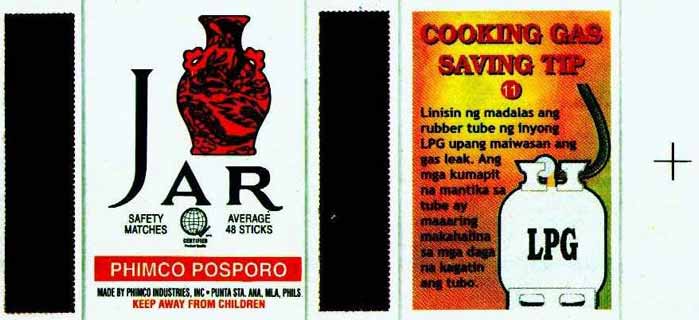 JAR
SAFETY
MATCHES
CERTIFIED
Product Quality
AVERAGE
48 STICKS
PHIMCO POSPORO
MADE BY PHIMCO INDUSTRIES, INC • PUNTA STA. ANA, MLA, PHILS
KEEP AWAY FROM CHILDREN
COOKING GAS
SAVING TIP
11
Linisin ng madalas ang
rubber tube ng inyong
LPG upang maiwasan ang
gas leak. Ang
mga kumapit
na mantika sa
tube ay
maaaring
makahalina
sa mga daga
na kagatin
ang tubo.
LPG